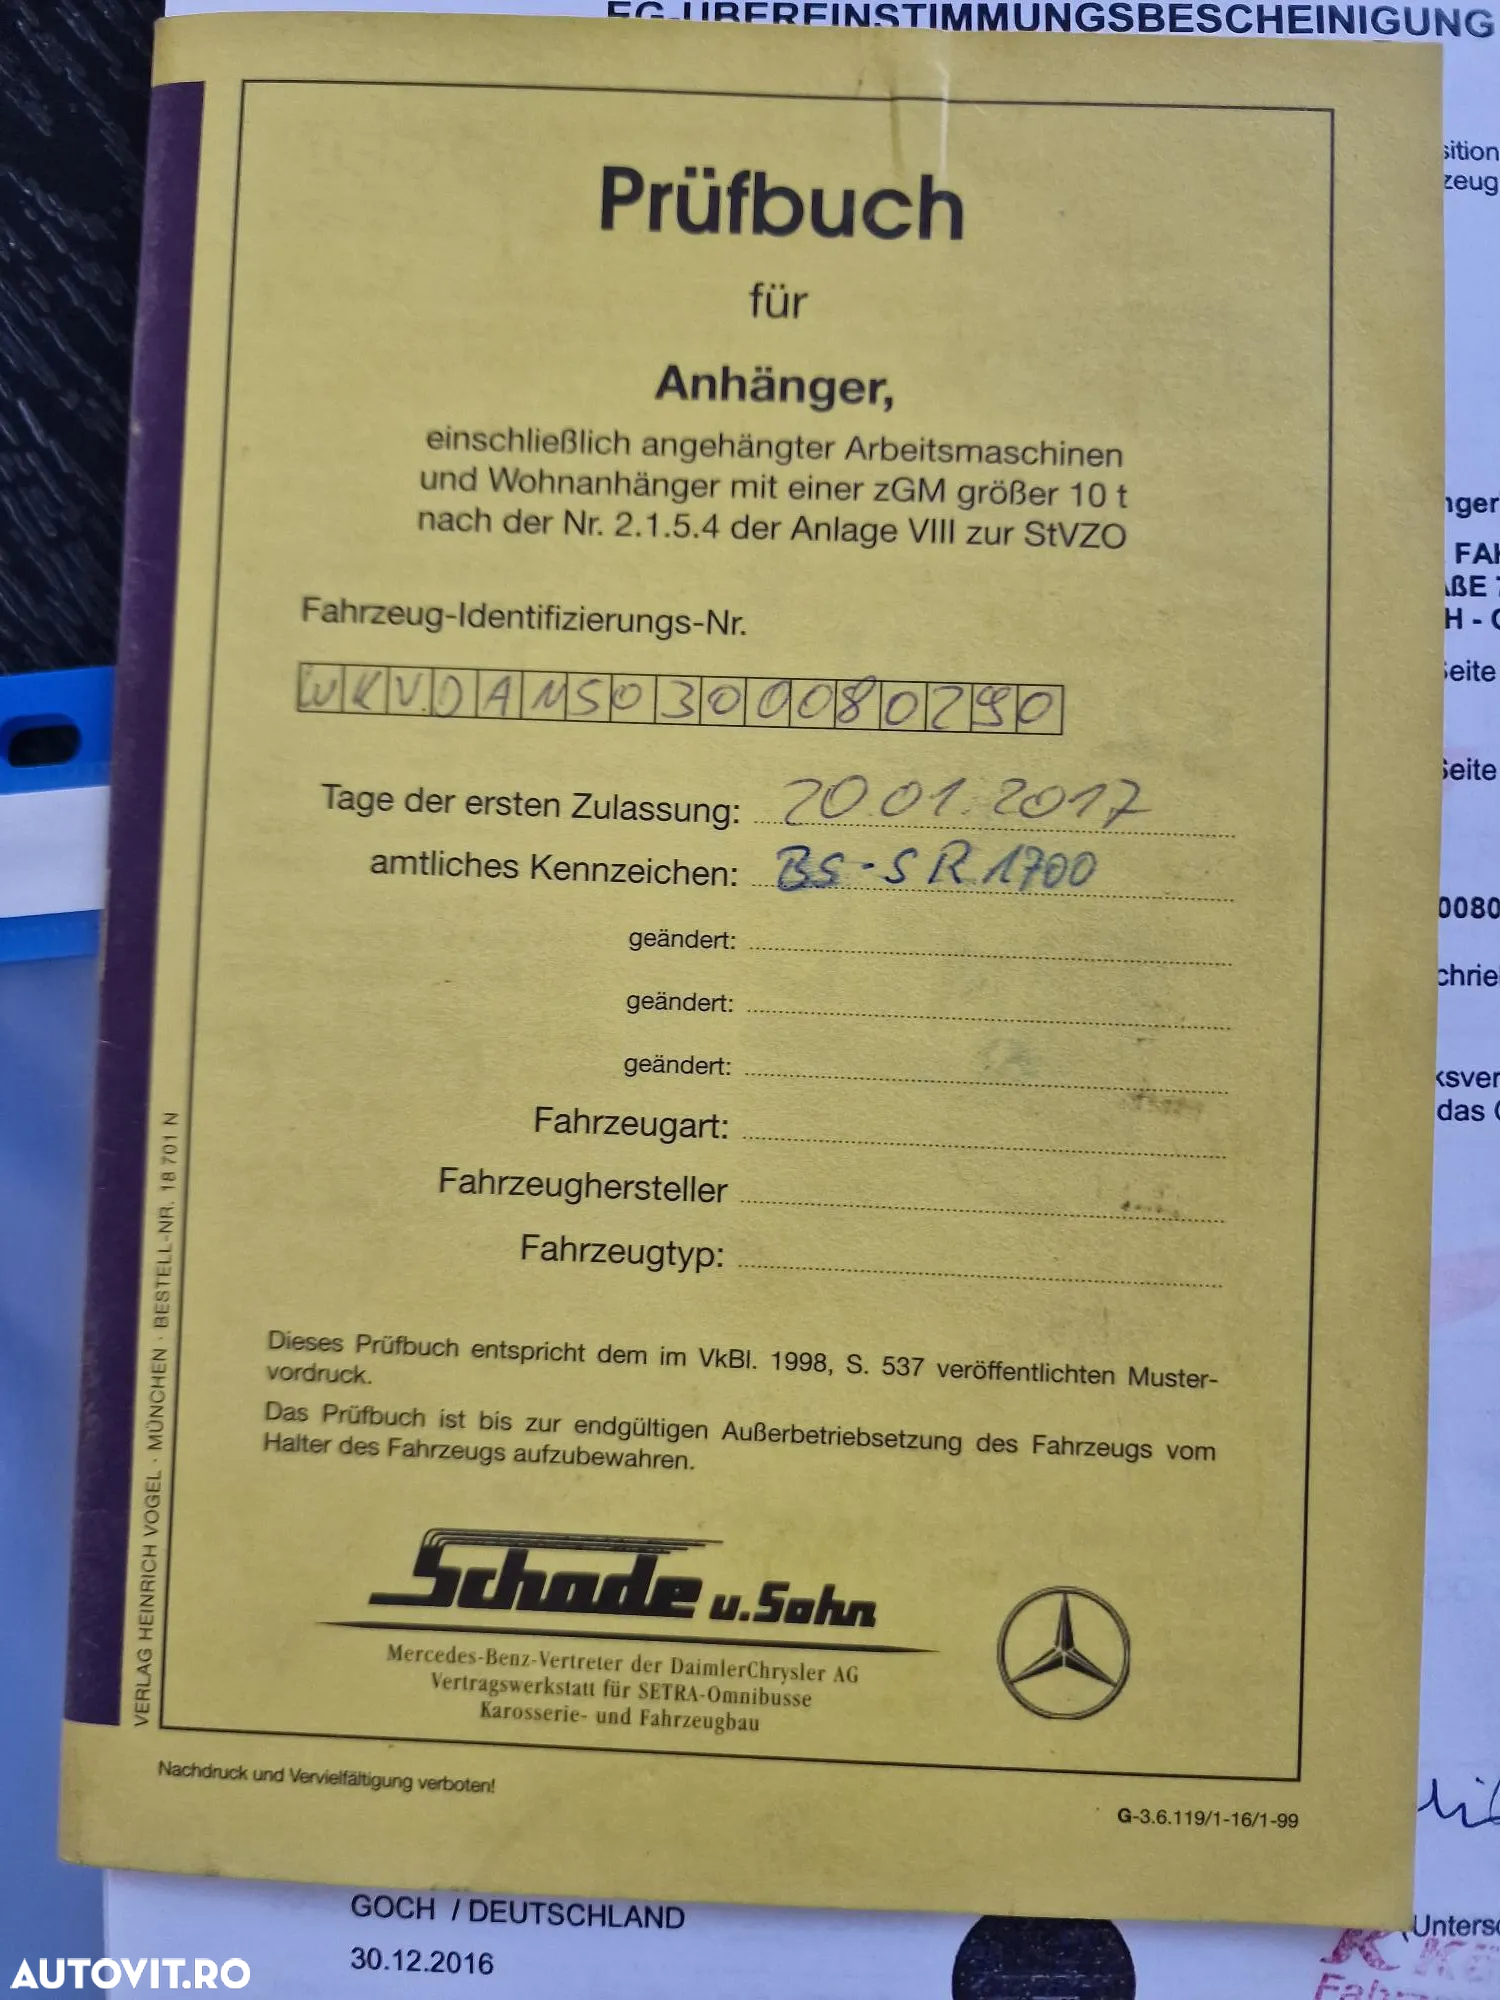 EG-ÜBEREINSTIMMUNGSBESCHEINIGUNG
Prüfbuch
für
Anhänger,
einschließlich angehängter Arbeitsmaschinen
und Wohnanhänger mit einer zGM größer 10 t
nach der Nr. 2.1.5.4 der Anlage VIII zur StVZO
Fahrzeug-Identifizierungs-Nr.
WKVDANS0300080290
Tage der ersten Zulassung: 20.01.2017
amtliches Kennzeichen: BS-SR1700
geändert:
geändert:
geändert:
Fahrzeugart:
Fahrzeughersteller
Fahrzeugtyp:
Dieses Prüfbuch entspricht dem im VkBl. 1998, S. 537 veröffentlichten Muster-
vordruck.
Das Prüfbuch ist bis zur endgültigen Außerbetriebsetzung des Fahrzeugs vom
Halter des Fahrzeugs aufzubewahren.
Schade u. Sohn
Mercedes-Benz-Vertreter der DaimlerChrysler AG
Vertragswerkstatt für SETRA-Omnibusse
Karosserie- und Fahrzeugbau
VERLAG HEINRICH VOGEL · MÜNCHEN · BESTELL-NR. 18 701 N
Nachdruck und Vervielfältigung verboten!
G-3.6.119/1-16/1-99
GOCH / DEUTSCHLAND
30.12.2016
AUTOVIT.RO